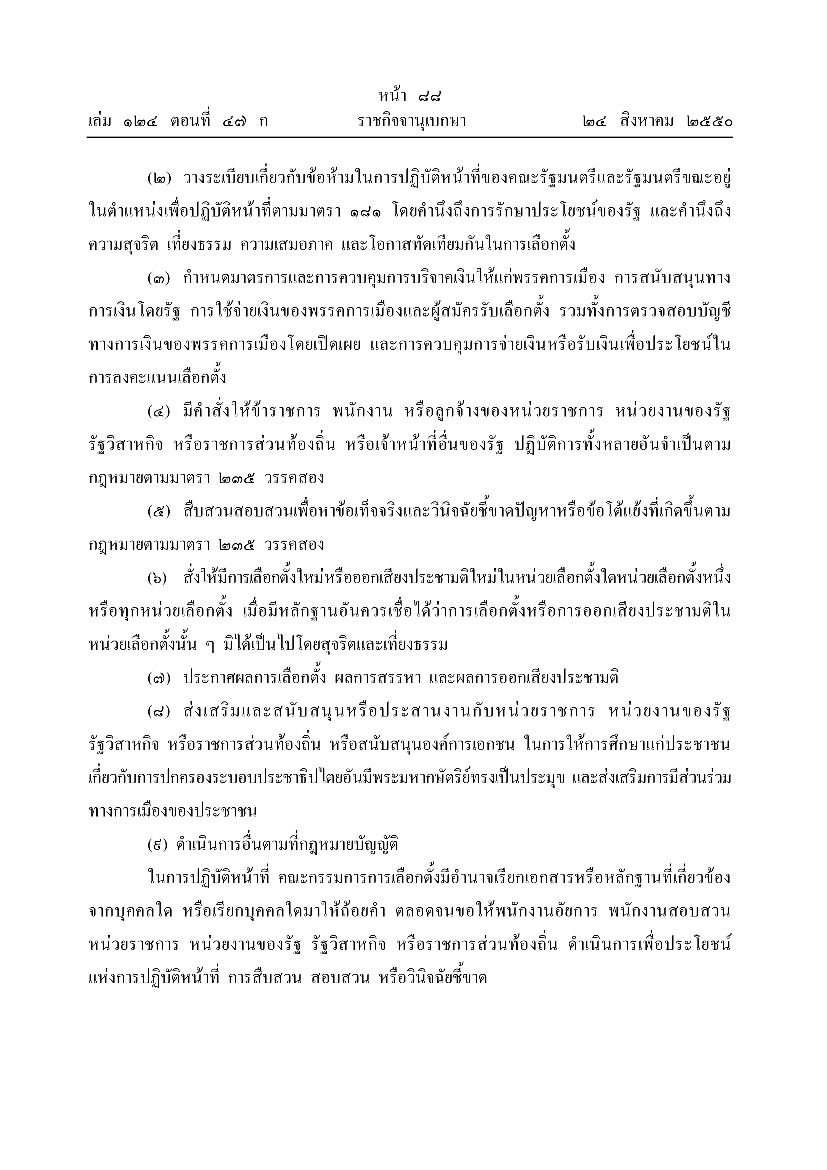 หน้า ๘๘
เล่ม ๑๒๔ ตอนที่ ๔๗ ก ราชกิจจานุเบกษา ๒๔ สิงหาคม ๒๕๕๐
(๒) วางระเบียบเกี่ยวกับข้อห้ามในการปฏิบัติหน้าที่ของคณะรัฐมนตรีและรัฐมนตรีขณะอยู่
ในตำแหน่งเพื่อปฏิบัติหน้าที่ตามมาตรา ๑๘๑ โดยคำนึงถึงการรักษาประโยชน์ของรัฐ และคำนึงถึง
ความสุจริต เที่ยงธรรม ความเสมอภาค และโอกาสทัดเทียมกันในการเลือกตั้ง
(๓) กำหนดมาตรการและการควบคุมการบริจาคเงินให้แก่พรรคการเมือง การสนับสนุนทาง
การเงินโดยรัฐ การใช้จ่ายเงินของพรรคการเมืองและผู้สมัครรับเลือกตั้ง รวมทั้งการตรวจสอบบัญชี
ทางการเงินของพรรคการเมืองโดยเปิดเผย และการควบคุมการจ่ายเงินหรือรับเงินเพื่อประโยชน์ใน
การลงคะแนนเลือกตั้ง
(๔) มีคำสั่งให้ข้าราชการ พนักงาน หรือลูกจ้างของหน่วยราชการ หน่วยงานของรัฐ
รัฐวิสาหกิจ หรือราชการส่วนท้องถิ่น หรือเจ้าหน้าที่อื่นของรัฐ ปฏิบัติการทั้งหลายอันจำเป็นตาม
กฎหมายตามมาตรา ๒๓๕ วรรคสอง
(๕) สืบสวนสอบสวนเพื่อหาข้อเท็จจริงและวินิจฉัยชี้ขาดปัญหาหรือข้อโต้แย้งที่เกิดขึ้นตาม
กฎหมายตามมาตรา ๒๓๕ วรรคสอง
(๖) สั่งให้มีการเลือกตั้งใหม่หรือออกเสียงประชามติใหม่ในหน่วยเลือกตั้งใดหน่วยเลือกตั้งหนึ่ง
หรือทุกหน่วยเลือกตั้ง เมื่อมีหลักฐานอันควรเชื่อได้ว่าการเลือกตั้งหรือการออกเสียงประชามติใน
หน่วยเลือกตั้งนั้น ๆ มิได้เป็นไปโดยสุจริตและเที่ยงธรรม
(๗) ประกาศผลการเลือกตั้ง ผลการสรรหา และผลการออกเสียงประชามติ
(๘) ส่งเสริมและสนับสนุนหรือประสานงานกับหน่วยราชการ หน่วยงานของรัฐ
รัฐวิสาหกิจ หรือราชการส่วนท้องถิ่น หรือสนับสนุนองค์การเอกชน ในการให้การศึกษาแก่ประชาชน
เกี่ยวกับการปกครองระบอบประชาธิปไตยอันมีพระมหากษัตริย์ทรงเป็นประมุข และส่งเสริมการมีส่วนร่วม
ทางการเมืองของประชาชน
(๙) ดำเนินการอื่นตามที่กฎหมายบัญญัติ
ในการปฏิบัติหน้าที่ คณะกรรมการการเลือกตั้งมีอำนาจเรียกเอกสารหรือหลักฐานที่เกี่ยวข้อง
จากบุคคลใด หรือเรียกบุคคลใดมาให้ถ้อยคำ ตลอดจนขอให้พนักงานอัยการ พนักงานสอบสวน
หน่วยราชการ หน่วยงานของรัฐ รัฐวิสาหกิจ หรือราชการส่วนท้องถิ่น ดำเนินการเพื่อประโยชน์
แห่งการปฏิบัติหน้าที่ การสืบสวน สอบสวน หรือวินิจฉัยชี้ขาด